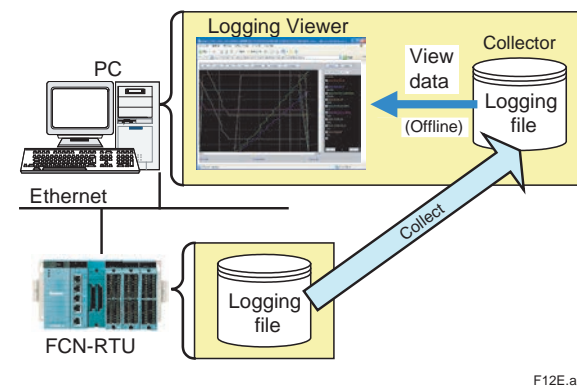 Logging Viewer
PC
View
data
(Offline)
Collector
Logging
file
Ethernet
Collect
Logging
file
FCN-RTU
F12E.a